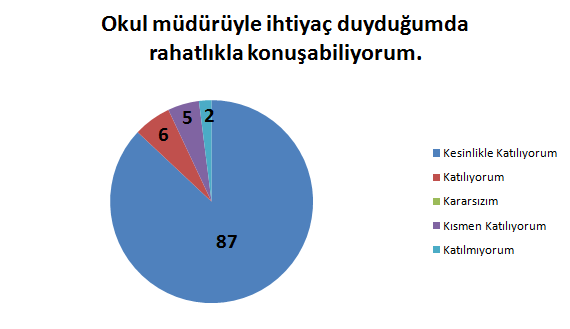 Okul müdürüyle ihtiyaç duyduğumda
rahatlıkla konuşabiliyorum.
87
6
5
2
Kesinlikle Katılıyorum
Katılıyorum
Kararsızım
Kısmen Katılıyorum
Katılmıyorum